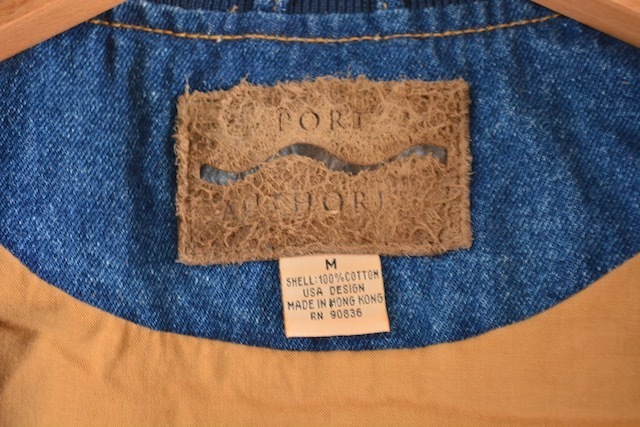 PORT
AUTHORITY
M
SHELL:100%COTTON
USA DESIGN
MADE IN HONG KONG
RN 90836